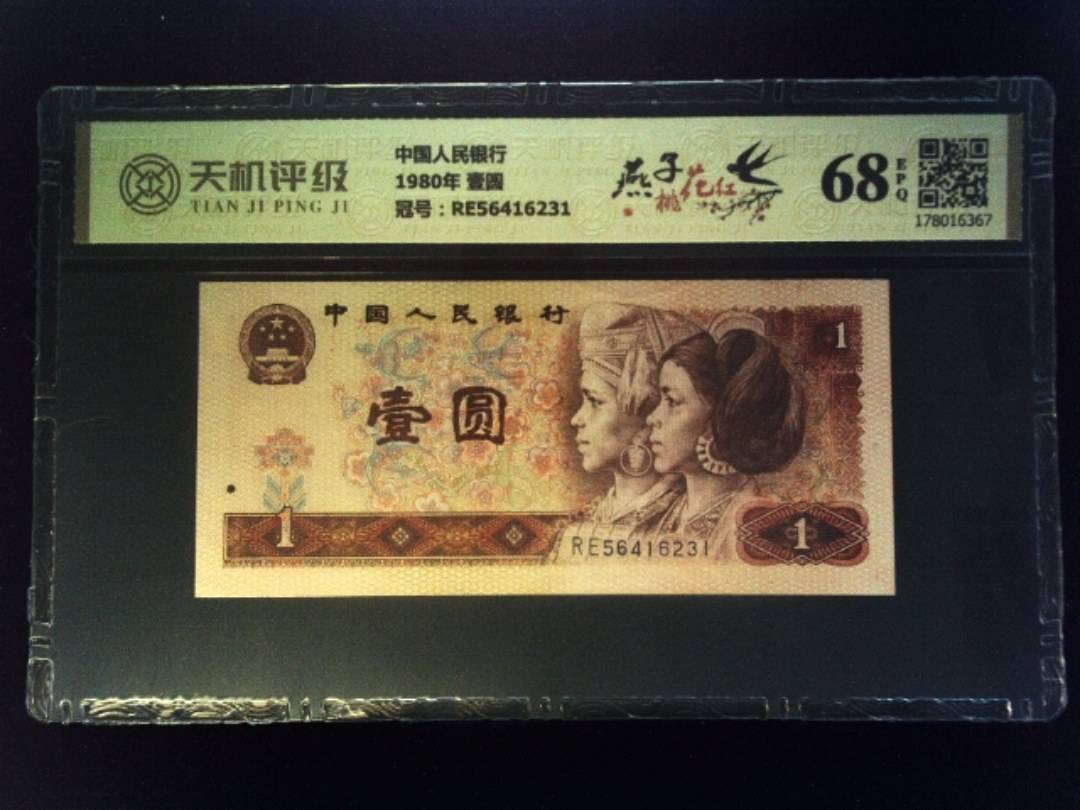 天机评级
TIAN JI PING JI
中国人民银行
1980年 壹圆
冠号：RE56416231
燕子
桃花红
68
EPQ
178016367
中国人民银行
1
壹圆
1
RE56416231
1